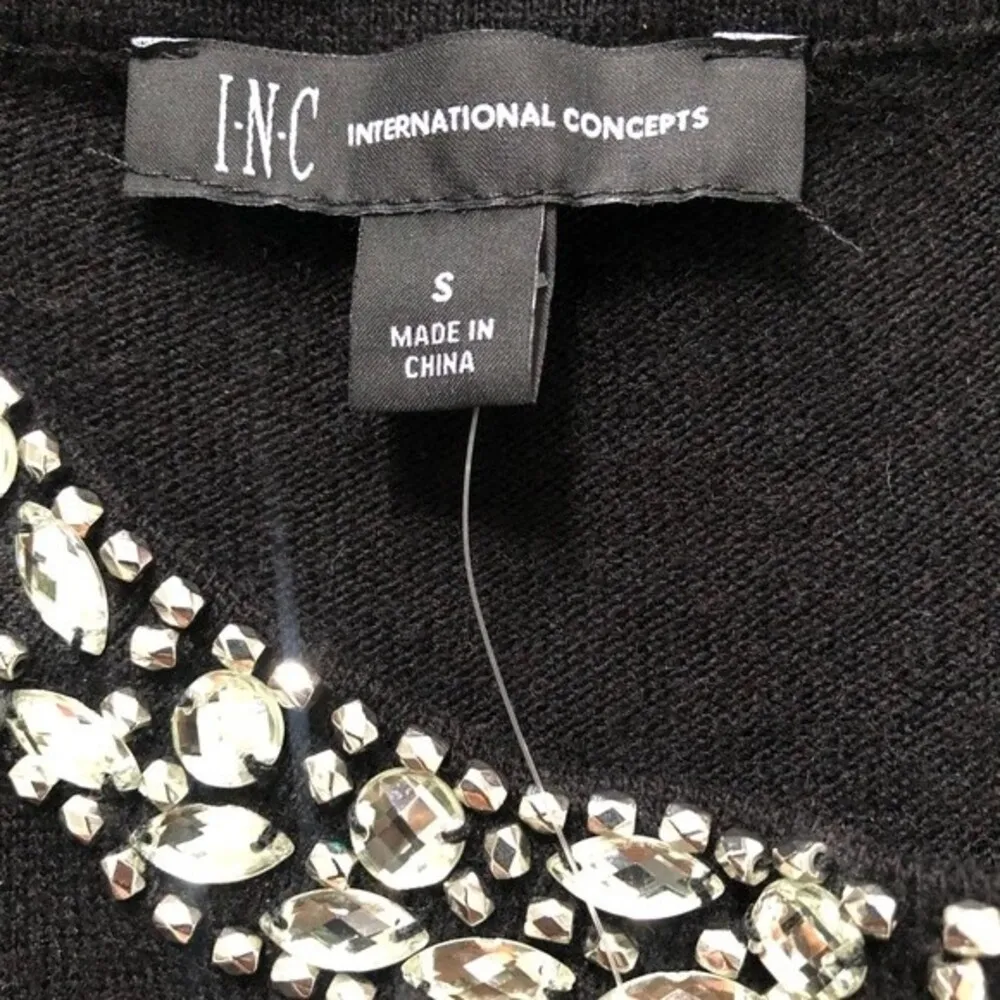 I·N·C INTERNATIONAL CONCEPTS
S
MADE IN
CHINA